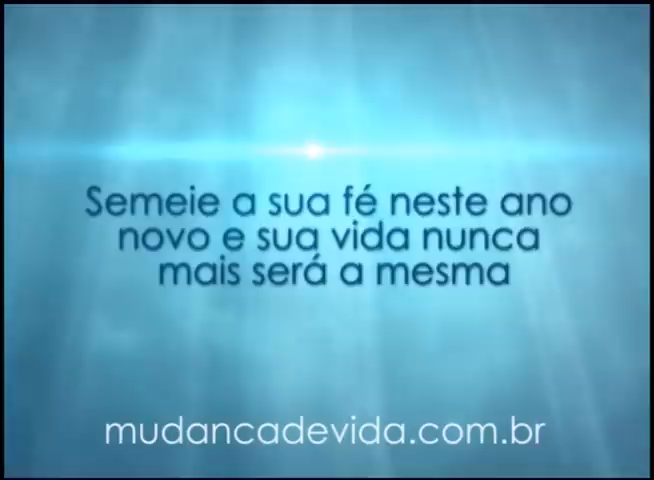 Semeie a sua fé neste ano
novo e sua vida nunca
mais será a mesma
mudancadevida.com.br